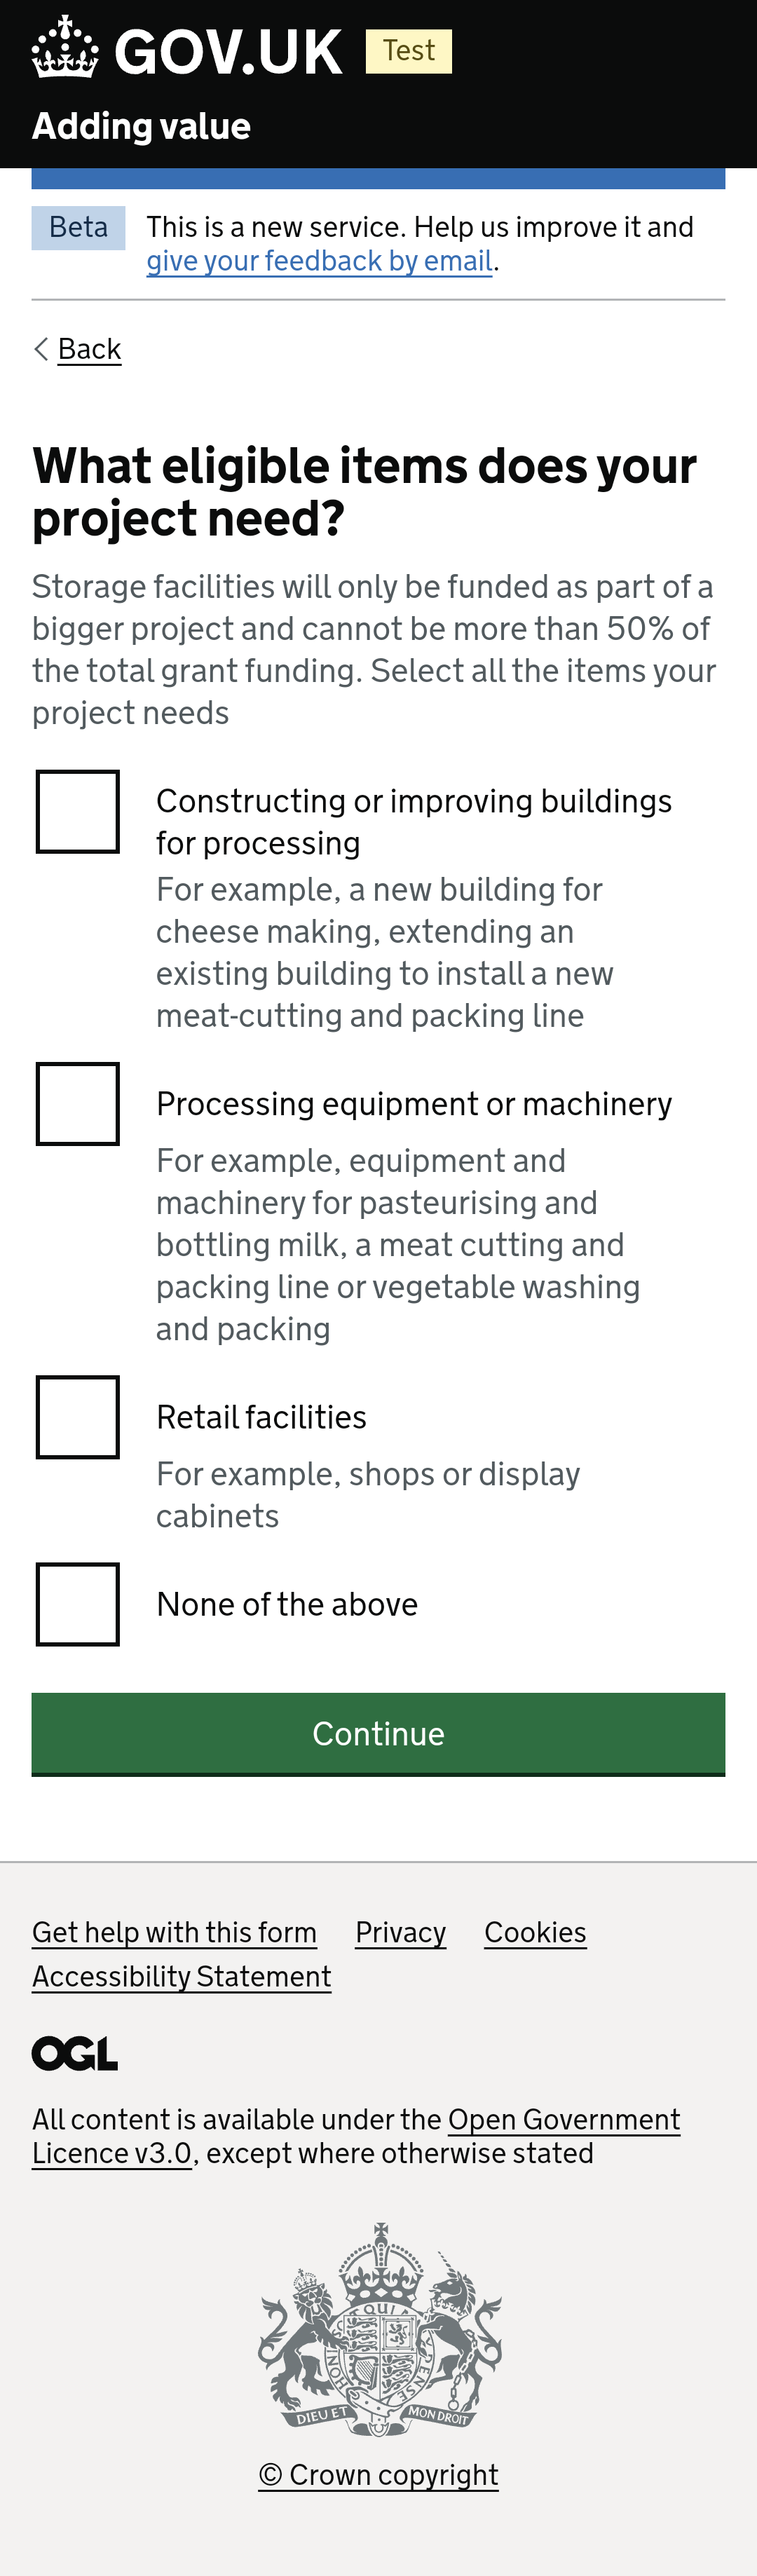 GOV.UK Test
Adding value
Beta
This is a new service. Help us improve it and
give your feedback by email.
Back
What eligible items does your
project need?
Storage facilities will only be funded as part of a
bigger project and cannot be more than 50% of
the total grant funding. Select all the items your
project needs
Constructing or improving buildings
for processing
For example, a new building for
cheese making, extending an
existing building to install a new
meat-cutting and packing line
Processing equipment or machinery
For example, equipment and
machinery for pasteurising and
bottling milk, a meat cutting and
packing line or vegetable washing
and packing
Retail facilities
For example, shops or display
cabinets
None of the above
Continue
Get help with this form Privacy Cookies
Accessibility Statement
OGL
All content is available under the Open Government
Licence v3.0, except where otherwise stated
DIEU ET MON DROIT
© Crown copyright